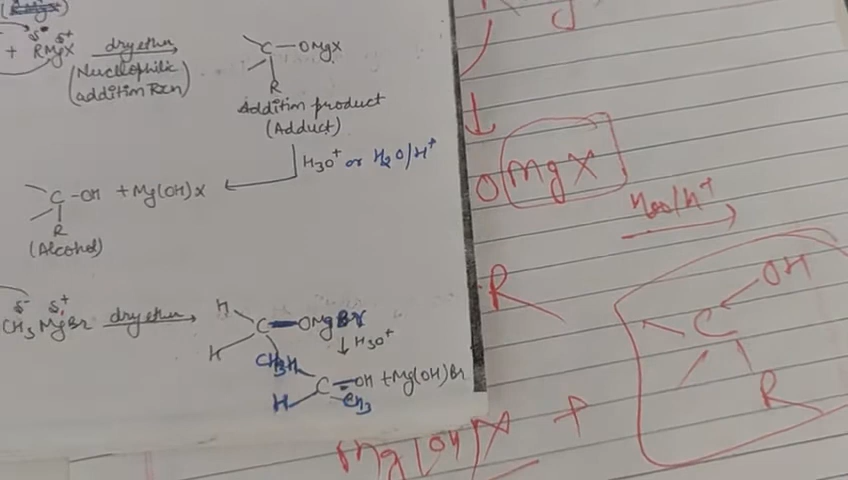 δ- δ+
+ RMgX dry ether C-OMgX
(Nucleophilic
addition Rxn)
R
Addition product
(Adduct)
H3O+ or H2O/H+
C-OH + Mg(OH)X
R
(Alcohol)
δ- δ+
CH3MgBr dry ether H C OMgBr
H
↓ H3O+
CH3
C-OH + Mg(OH)Br
H CH3
OMgX
R
H2O/H+
OH
C
R
Mg(OH)X +